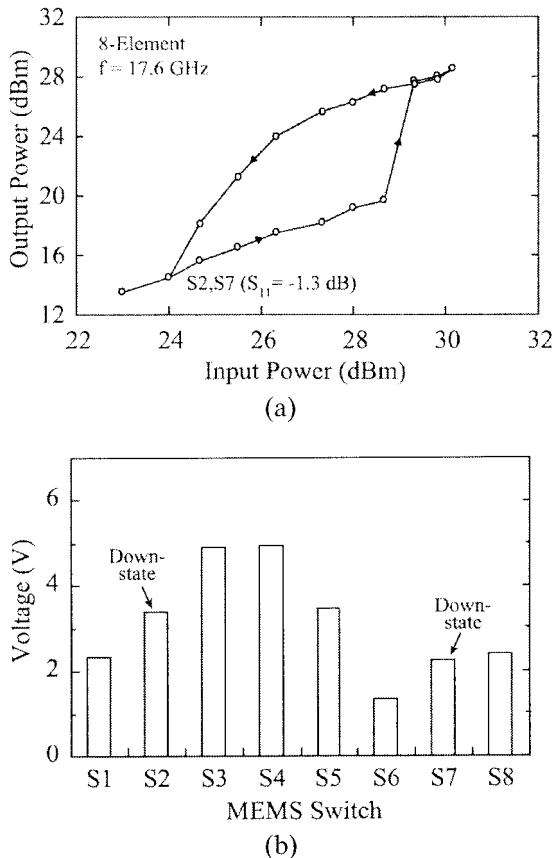 28
24
20
16
12
Output Power (dBm)
8-Element
f = 17.6 GHz
S2,S7 (S₁₁= -1.3 dB)
22 24 26 28 30 32
Input Power (dBm)
(a)
6
4
2
0
Voltage (V)
Down-
state
Down-
state
S1 S2 S3 S4 S5 S6 S7 S8
MEMS Switch
(b)